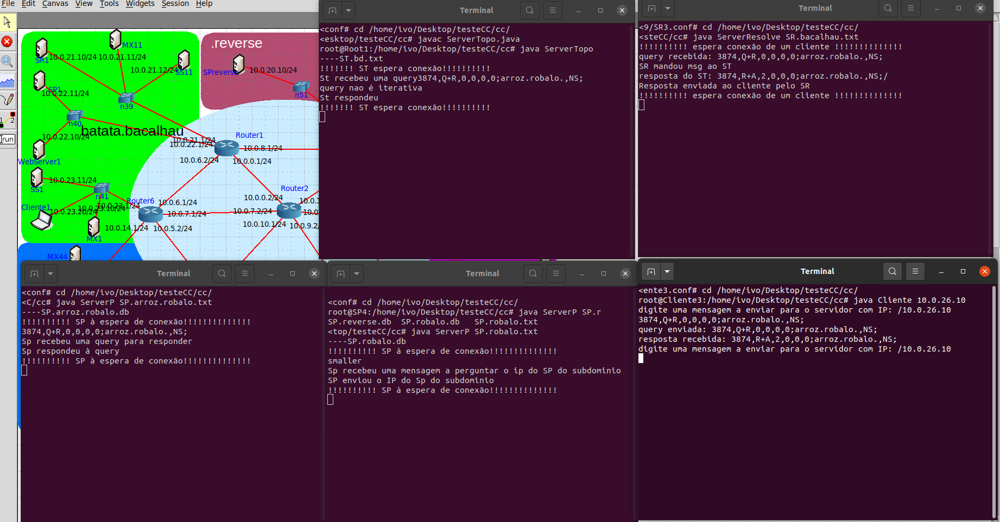 File Edit Canvas View Tools Widgets Session Help
MX11
SR1
10.0.21.10/24
10.0.21.11/24
10.0.21.12/24
SS11
SP1
10.0.22.11/24
n39
n40
batata.bacalhau
10.0.22.10/24
WebServer1
10.0.23.11/24
SS1
n41
Cliente1
10.0.23.20/24
10.0.23.10/24
10.0.23.1/24
MX1
MX44
.reverse
SPreverse
10.0.20.10/24
n51
Router1
10.0.21.1/24
10.0.22.1/24
10.0.8.1/24
10.0.6.2/24
10.0.0.1/24
Router2
10.0.0.2/24
Router6
10.0.6.1/24
10.0.7.1/24
10.0.7.2/24
10.0.10.1/24
10.0.9.2/
10.0.14.1/24
10.0.5.2/24
1
2
run
Terminal
<conf# cd /home/ivo/Desktop/testeCC/cc/
<esktop/testeCC/cc# javac ServerTopo.java
root@Root1:/home/ivo/Desktop/testeCC/cc# java ServerTopo
----ST.bd.txt
!!!!!!! ST espera conexão!!!!!!!!!!
St recebeu uma query3874,Q+R,0,0,0,0;arroz.robalo.,NS;
query nao é iterativa
St respondeu
!!!!!!! ST espera conexão!!!!!!!!!!
Terminal
<9/SR3.conf# cd /home/ivo/Desktop/testeCC/cc/
<steCC/cc# java ServerResolve SR.bacalhau.txt
!!!!!!!!!! espera conexão de um cliente !!!!!!!!!!!!!!
query recebida: 3874,Q+R,0,0,0,0;arroz.robalo.,NS;
SR mandou msg ao ST
resposta do ST: 3874,R+A,2,0,0,0;arroz.robalo.,NS;/
Resposta enviada ao cliente pelo SR
!!!!!!!!!! espera conexão de um cliente !!!!!!!!!!!!!!
Terminal
<conf# cd /home/ivo/Desktop/testeCC/cc/
<C/cc# java ServerP SP.arroz.robalo.txt
----SP.arroz.robalo.db
!!!!!!!!!! SP à espera de conexão!!!!!!!!!!!!!!
3874,Q+R,0,0,0,0;arroz.robalo.,NS;
Sp recebeu uma query para responder
Sp respondeu à query
!!!!!!!!!! SP à espera de conexão!!!!!!!!!!!!!!
Terminal
<conf# cd /home/ivo/Desktop/testeCC/cc/
root@SP4:/home/ivo/Desktop/testeCC/cc# java ServerP SP.r
SP.reverse.db  SP.robalo.db   SP.robalo.txt
<top/testeCC/cc# java ServerP SP.robalo.txt
----SP.robalo.db
!!!!!!!!!! SP à espera de conexão!!!!!!!!!!!!!!
smaller
Sp recebeu uma mensagem a perguntar o ip do SP do subdominio
SP enviou o IP do Sp do subdominio
!!!!!!!!!! SP à espera de conexão!!!!!!!!!!!!!!
Terminal
<ente3.conf# cd /home/ivo/Desktop/testeCC/cc/
root@Cliente3:/home/ivo/Desktop/testeCC/cc# java Cliente 10.0.26.10
digite uma mensagem a enviar para o servidor com IP: /10.0.26.10
3874,Q+R,0,0,0,0;arroz.robalo.,NS;
query enviada: 3874,Q+R,0,0,0,0;arroz.robalo.,NS;
resposta recebida: 3874,R+A,2,0,0,0;arroz.robalo.,NS;
digite uma mensagem a enviar para o servidor com IP: /10.0.26.10